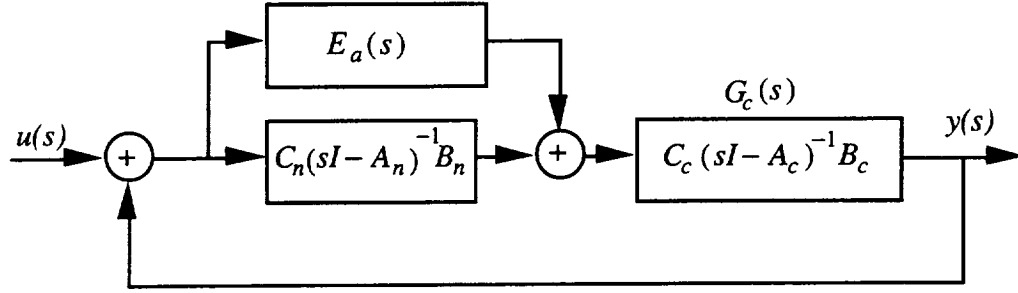 E_a(s)
G_c(s)
u(s)
+
C_n(sI-A_n)^{-1}B_n
+
C_c(sI-A_c)^{-1}B_c
y(s)